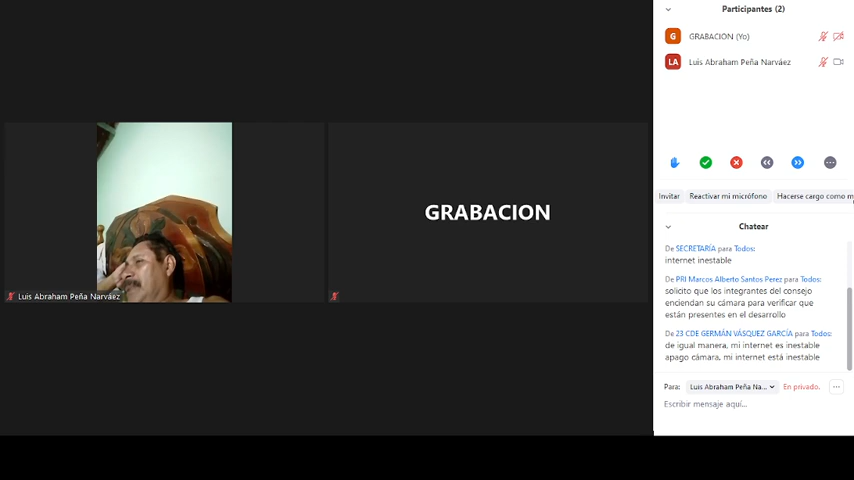 Participantes (2)
G GRABACION (Yo)
LA Luis Abraham Peña Narváez
Invitar Reactivar mi micrófono Hacerse cargo como m
Chatear
De SECRETARÍA para Todos:
internet inestable
De PRI Marcos Alberto Santos Perez para Todos:
solicito que los integrantes del consejo
enciendan su cámara para verificar que
están presentes en el desarrollo
De 23 CDE GERMÁN VÁSQUEZ GARCÍA para Todos:
de igual manera, mi internet es inestable
apago cámara, mi internet está inestable
Para: Luis Abraham Peña Na... En privado.
Escribir mensaje aquí...
GRABACION
Luis Abraham Peña Narváez